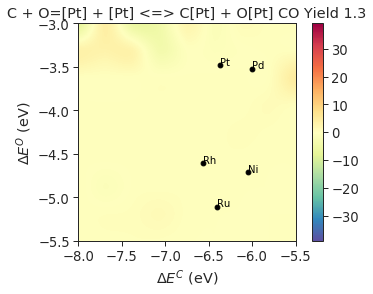 C + O=[Pt] + [Pt] <=> C[Pt] + O[Pt] CO Yield 1.3
−3.0
−3.5
−4.0
−4.5
−5.0
−5.5
ΔE^O (eV)
Pt
Pd
Rh
Ni
Ru
−8.0 −7.5 −7.0 −6.5 −6.0 −5.5
ΔE^C (eV)
30
20
10
0
−10
−20
−30